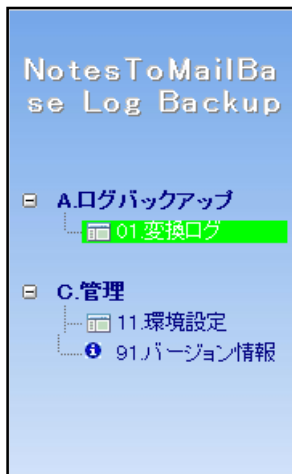 NotesToMailBa
se Log Backup
A.ログバックアップ
01.変換ログ
C.管理
11.環境設定
91.バージョン情報